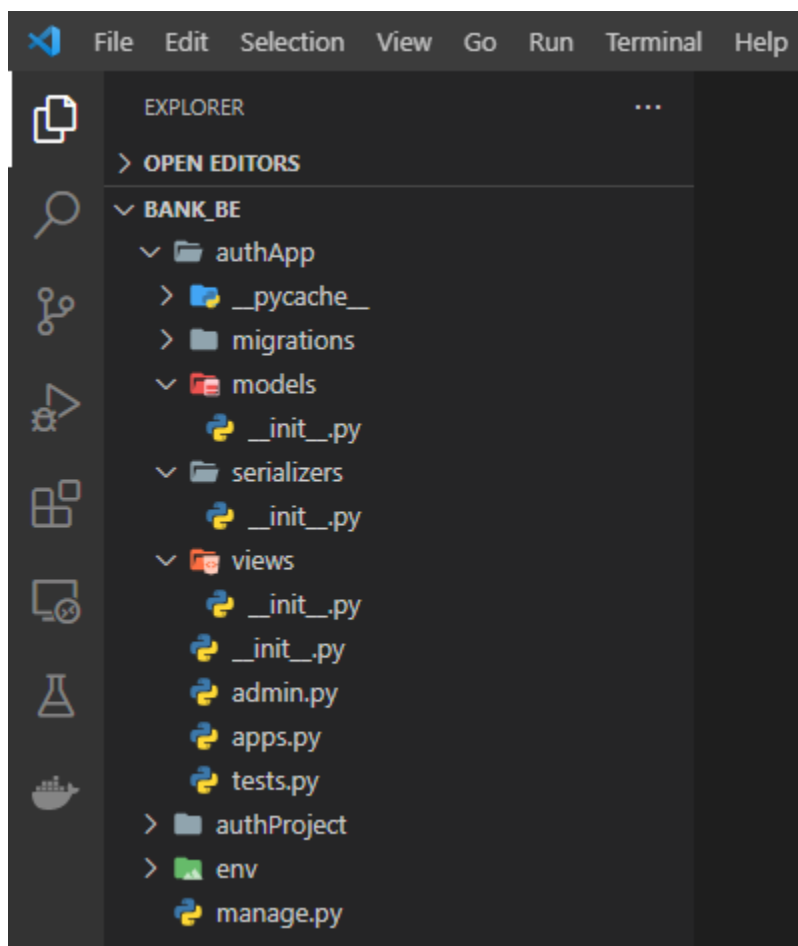 File Edit Selection View Go Run Terminal Help
EXPLORER ...
OPEN EDITORS
BANK_BE
authApp
__pycache__
migrations
models
__init__.py
serializers
__init__.py
views
__init__.py
__init__.py
admin.py
apps.py
tests.py
authProject
env
manage.py